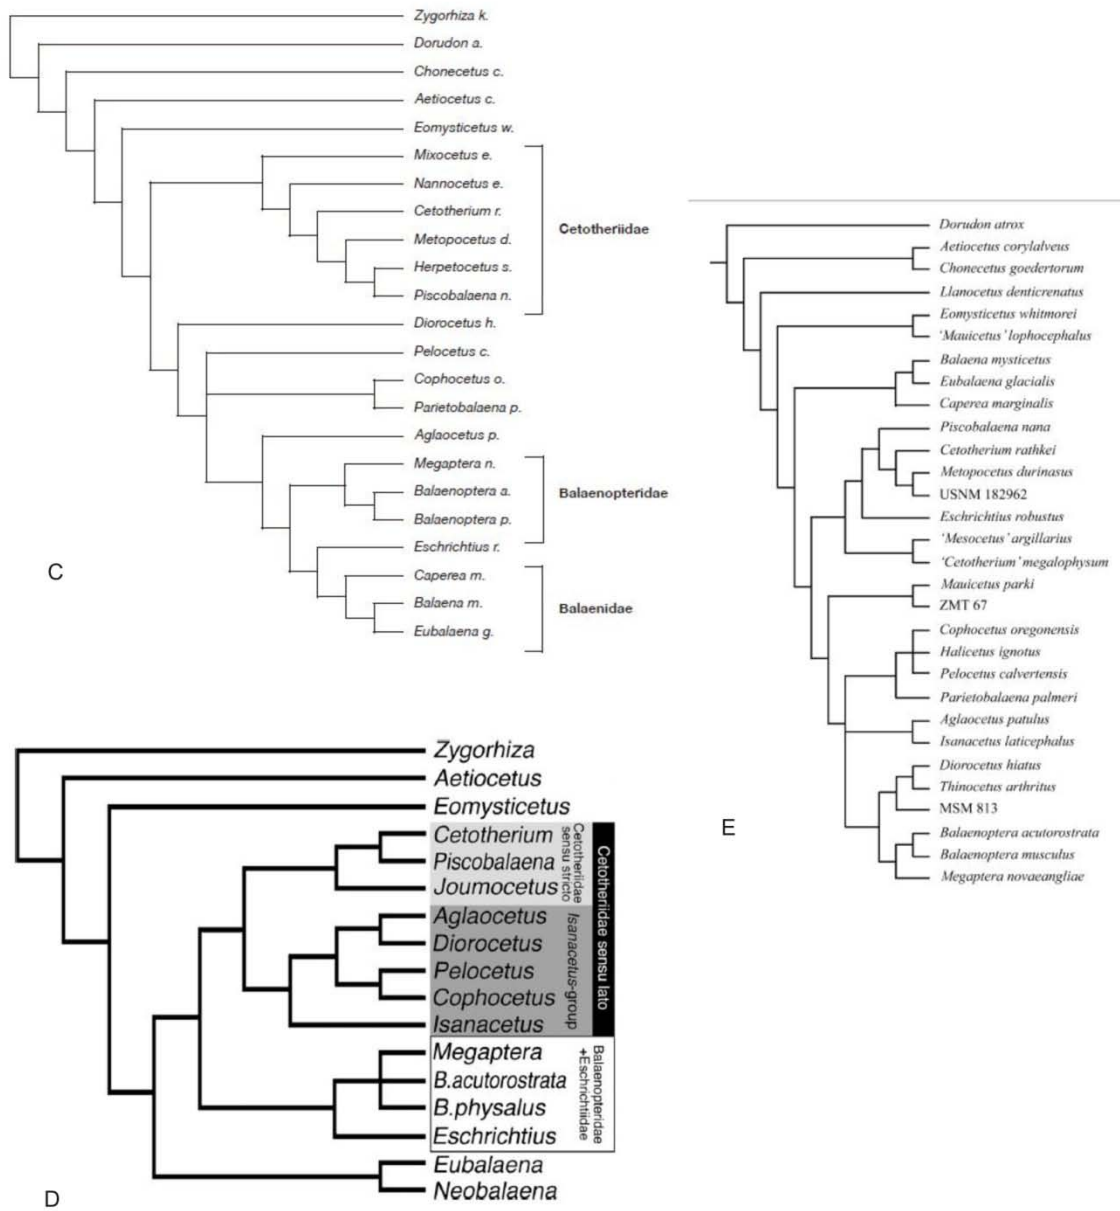 Zygorhiza k.
Dorudon a.
Chonecetus c.
Aetiocetus c.
Eomysticetus w.
Mixocetus e.
Nannocetus e.
Cetotherium r.
Metopocetus d.
Herpetocetus s.
Piscobalaena n.
Cetotheriidae
Diorocetus h.
Pelocetus c.
Cophocetus o.
Parietobalaena p.
Aglaocetus p.
Megaptera n.
Balaenoptera a.
Balaenoptera p.
Balaenopteridae
Eschrichtius r.
Caperea m.
Balaena m.
Eubalaena g.
Balaenidae
C
Dorudon atrox
Aetiocetus corylalveus
Chonecetus goedertorum
Llanocetus denticrenatus
Eomysticetus whitmorei
'Mauicetus' lophocephalus
Balaena mysticetus
Eubalaena glacialis
Caperea marginalis
Piscobalaena nana
Cetotherium rathkei
Metopocetus durinasus
USNM 182962
Eschrichtius robustus
'Mesocetus' argillarius
'Cetotherium' megalophysum
Mauicetus parki
ZMT 67
Cophocetus oregonensis
Halicetus ignotus
Pelocetus calvertensis
Parietobalaena palmeri
Aglaocetus patulus
Isanacetus laticephalus
Diorocetus hiatus
Thinocetus arthritus
MSM 813
Balaenoptera acutorostrata
Balaenoptera musculus
Megaptera novaeangliae
E
Zygorhiza
Aetiocetus
Eomysticetus
Cetotherium
Piscobalaena
Joumocetus
Aglaocetus
Diorocetus
Pelocetus
Cophocetus
Isanacetus
Megaptera
B.acutorostrata
B.physalus
Eschrichtius
Eubalaena
Neobalaena
Cetotheriidae
sensu stricto
Isanacetus-group
Cetotheriidae sensu lato
Balaenopteridae
+Eschrichtiidae
D